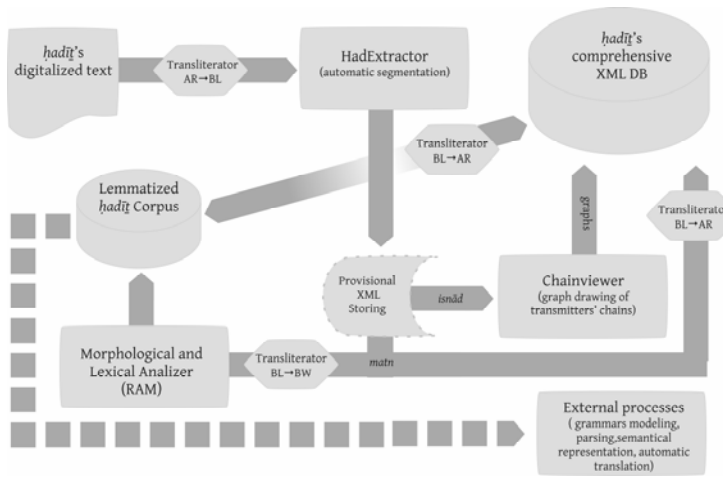 ḥadīṯ's
digitalized text
Transliterator
AR→BL
HadExtractor
(automatic segmentation)
ḥadīṯ's
comprehensive
XML DB
Transliterator
BL→AR
Lemmatized
ḥadīṯ Corpus
Transliterato
BL→AR
graphs
Provisional
XML
Storing
isnād
Chainviewer
(graph drawing of
transmitters' chains)
Morphological and
Lexical Analizer
(RAM)
Transliterator
BL→BW
matn
External processes
( grammars modeling,
parsing,semantical
representation, automatic
translation)